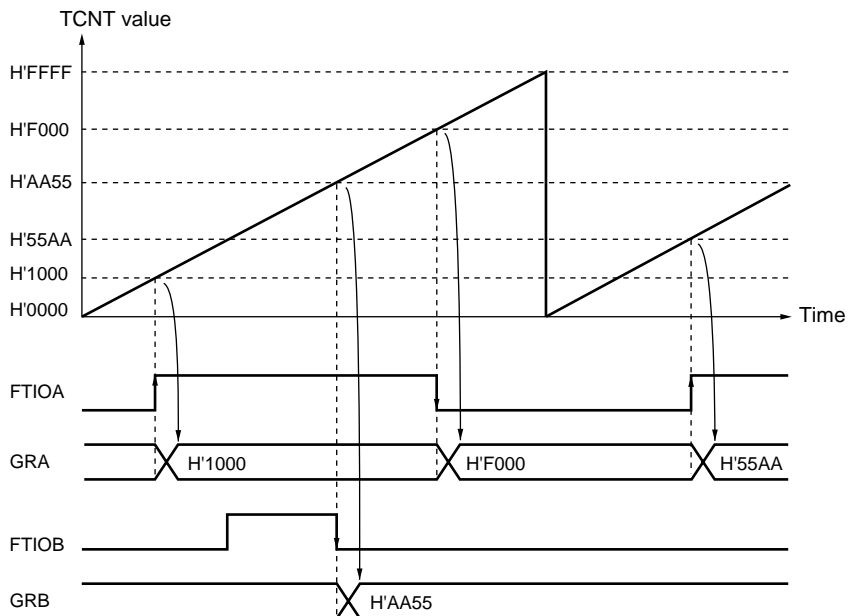 TCNT value
H'FFFF
H'F000
H'AA55
H'55AA
H'1000
H'0000
Time
FTIOA
GRA
H'1000
H'F000
H'55AA
FTIOB
GRB
H'AA55